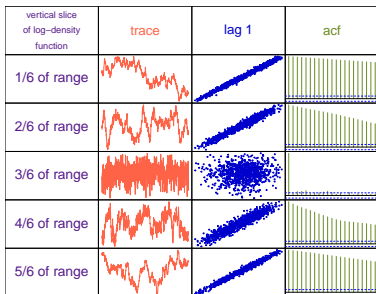 vertical slice
of log-density
function
trace
lag 1
acf
1/6 of range
2/6 of range
3/6 of range
4/6 of range
5/6 of range